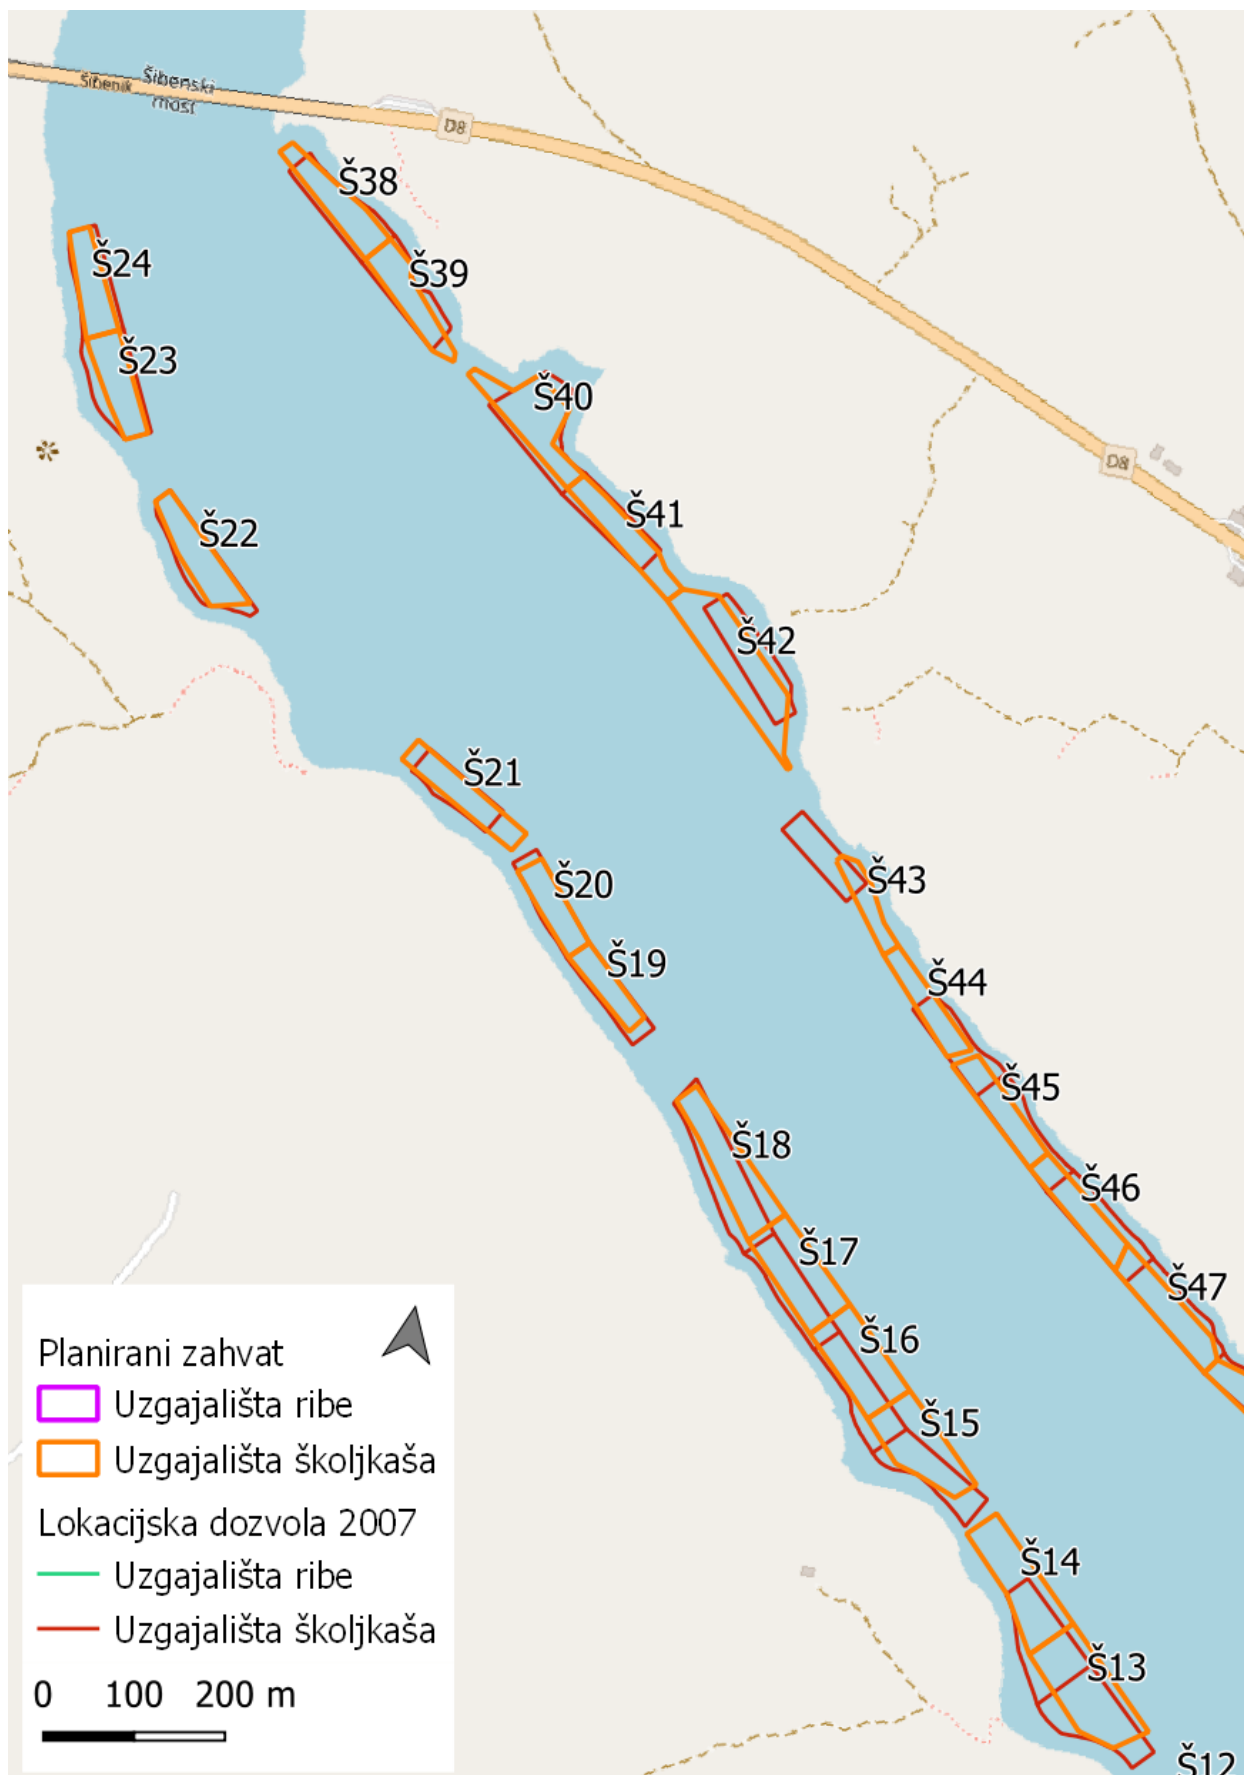 Šibenik
Šibenski
most
D8
Š38
Š24
Š39
Š23
Š40
D8
Š41
Š22
Š42
Š21
Š43
Š20
Š19
Š44
Š45
Š18
Š46
Š17
Š47
Š16
Š15
Š14
Š13
Š12
Planirani zahvat
Uzgajališta ribe
Uzgajališta školjkaša
Lokacijska dozvola 2007
Uzgajališta ribe
Uzgajališta školjkaša
0 100 200 m